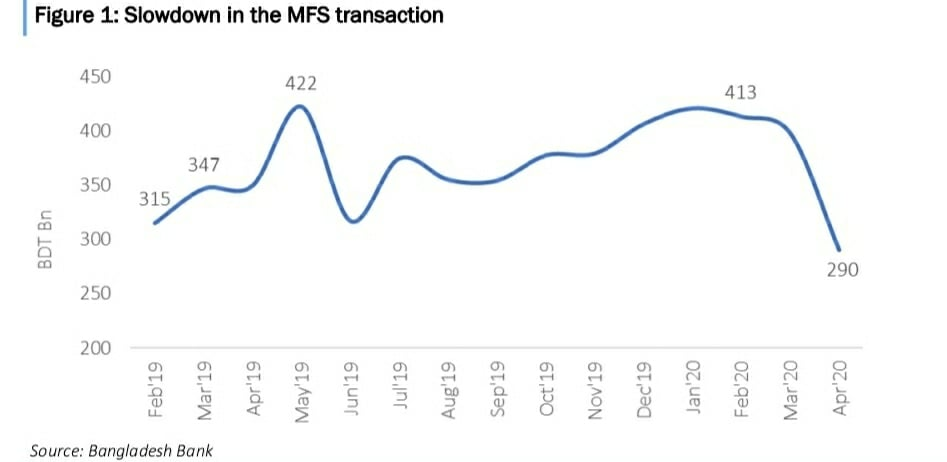 Figure 1: Slowdown in the MFS transaction
450
400
350
300
250
200
BDT Bn
315
347
422
413
290
Feb'19
Mar'19
Apr'19
May'19
Jun'19
Jul'19
Aug'19
Sep'19
Oct'19
Nov'19
Dec'19
Jan'20
Feb'20
Mar'20
Apr'20
Source: Bangladesh Bank